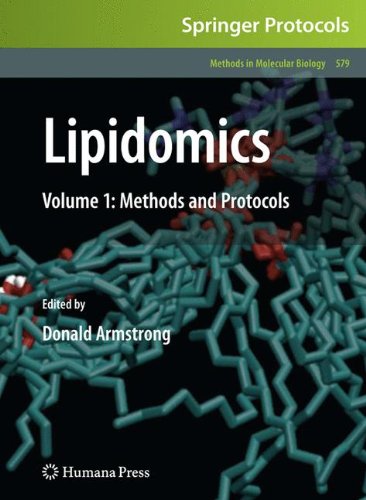 Springer Protocols
Methods in Molecular Biology 579
Lipidomics
Volume 1: Methods and Protocols
Edited by
Donald Armstrong
Humana Press